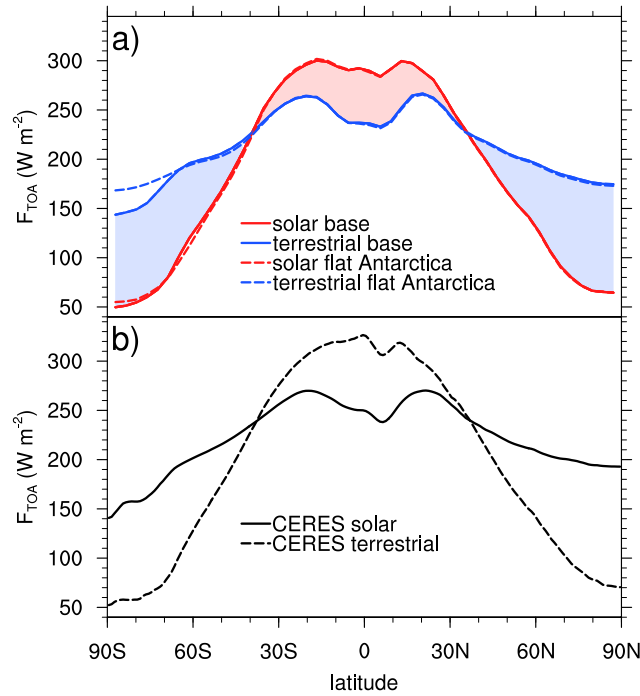 a)
300
250
200
150
100
50
F_TOA (W m⁻²)
solar base
terrestrial base
solar flat Antarctica
terrestrial flat Antarctica
b)
300
250
200
150
100
50
F_TOA (W m⁻²)
CERES solar
CERES terrestrial
90S 60S 30S 0 30N 60N 90N
latitude